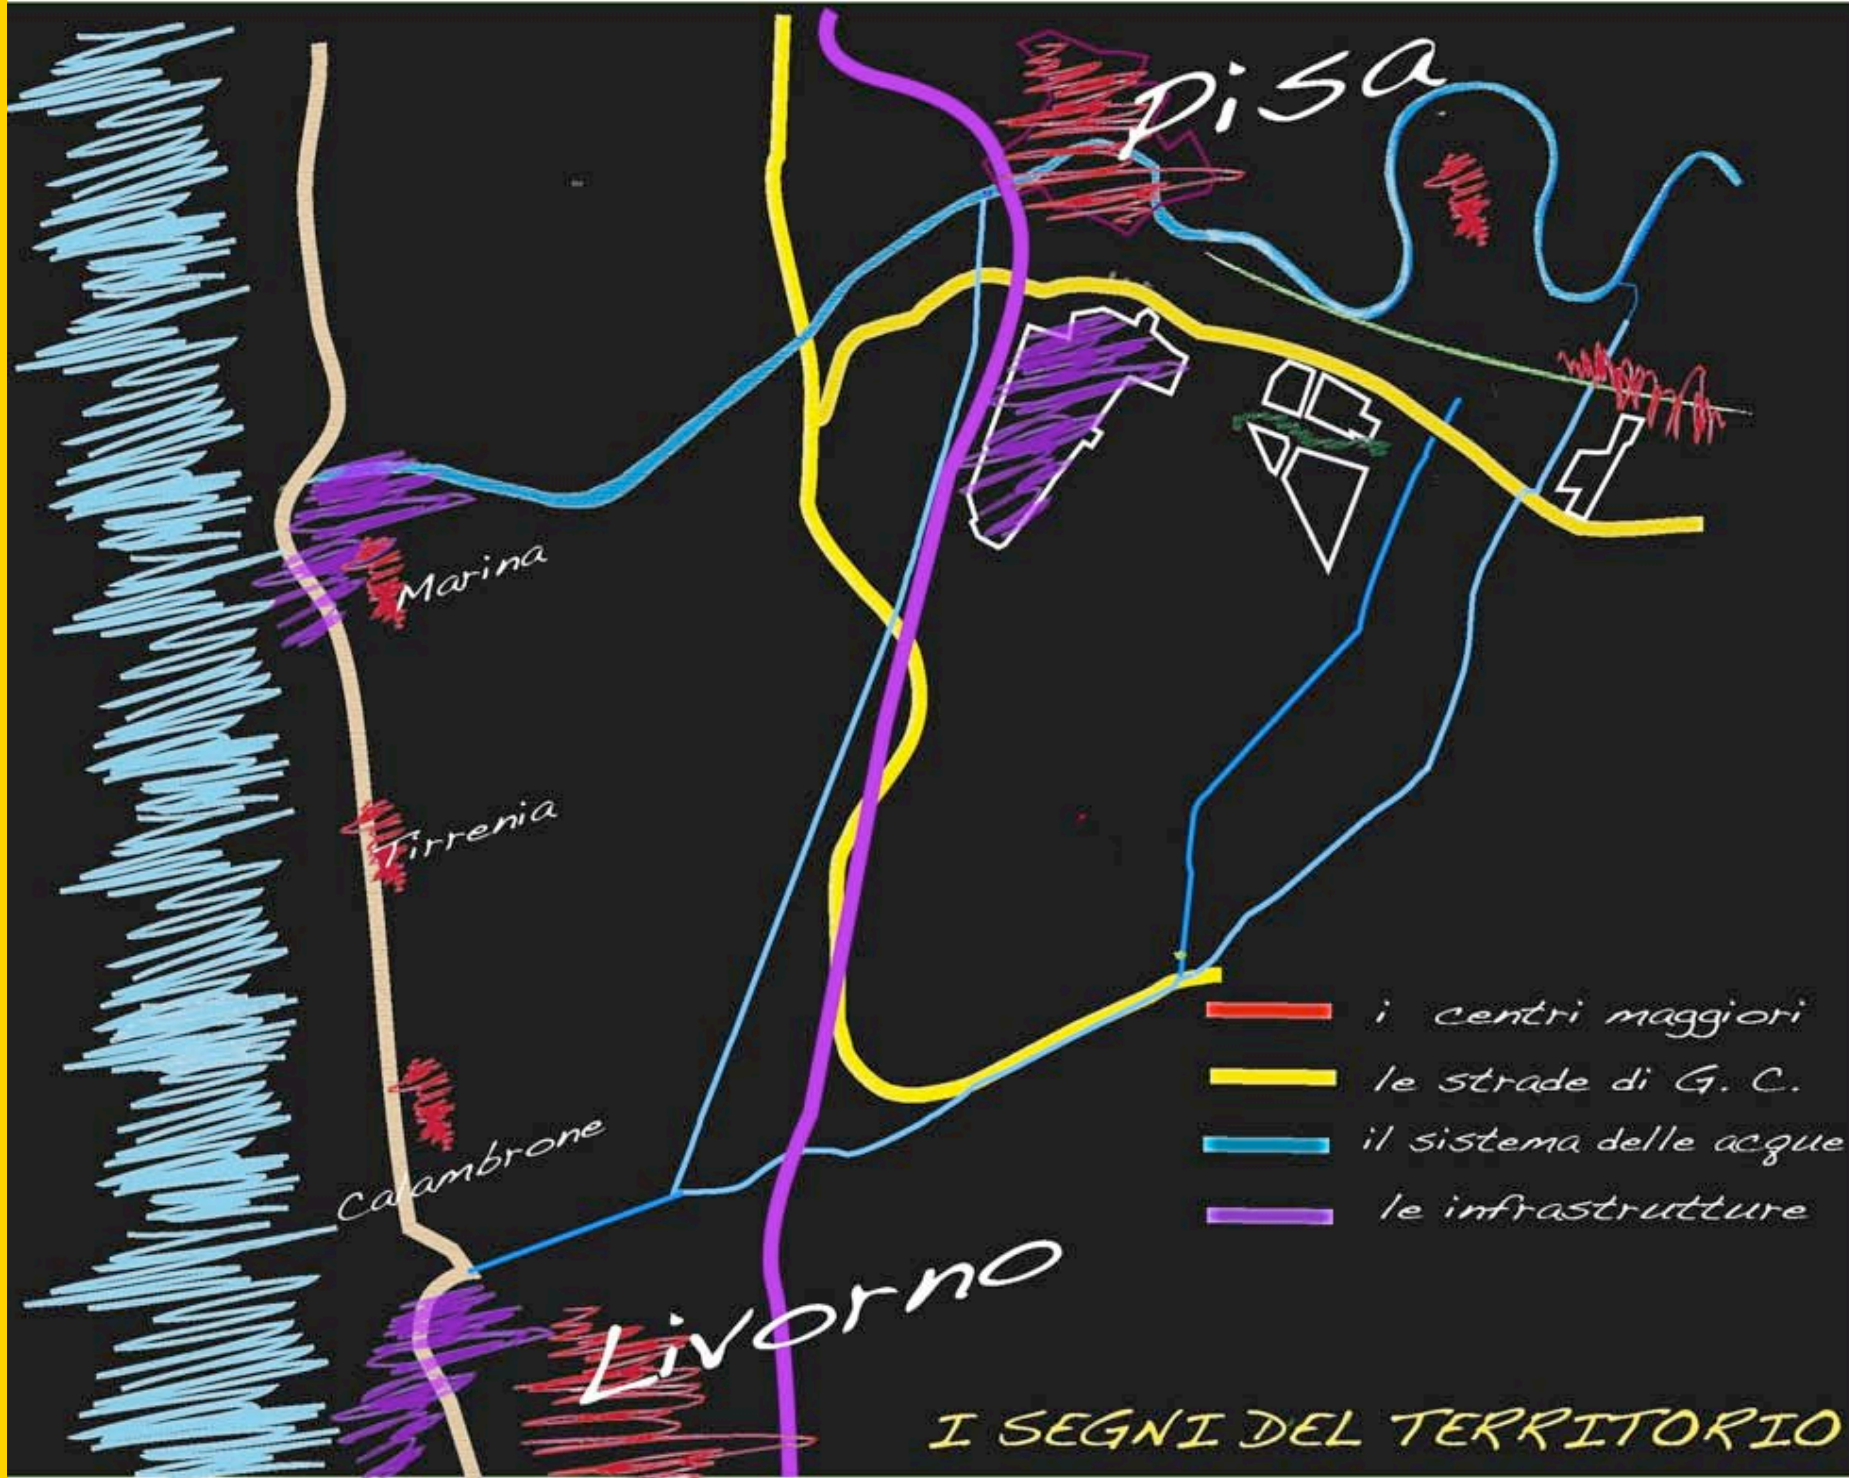 Pisa
Marina
Tirrenia
Calambrone
i centri maggiori
le strade di G. C.
il sistema delle acque
le infrastrutture
Livorno
I SEGNI DEL TERRITORIO